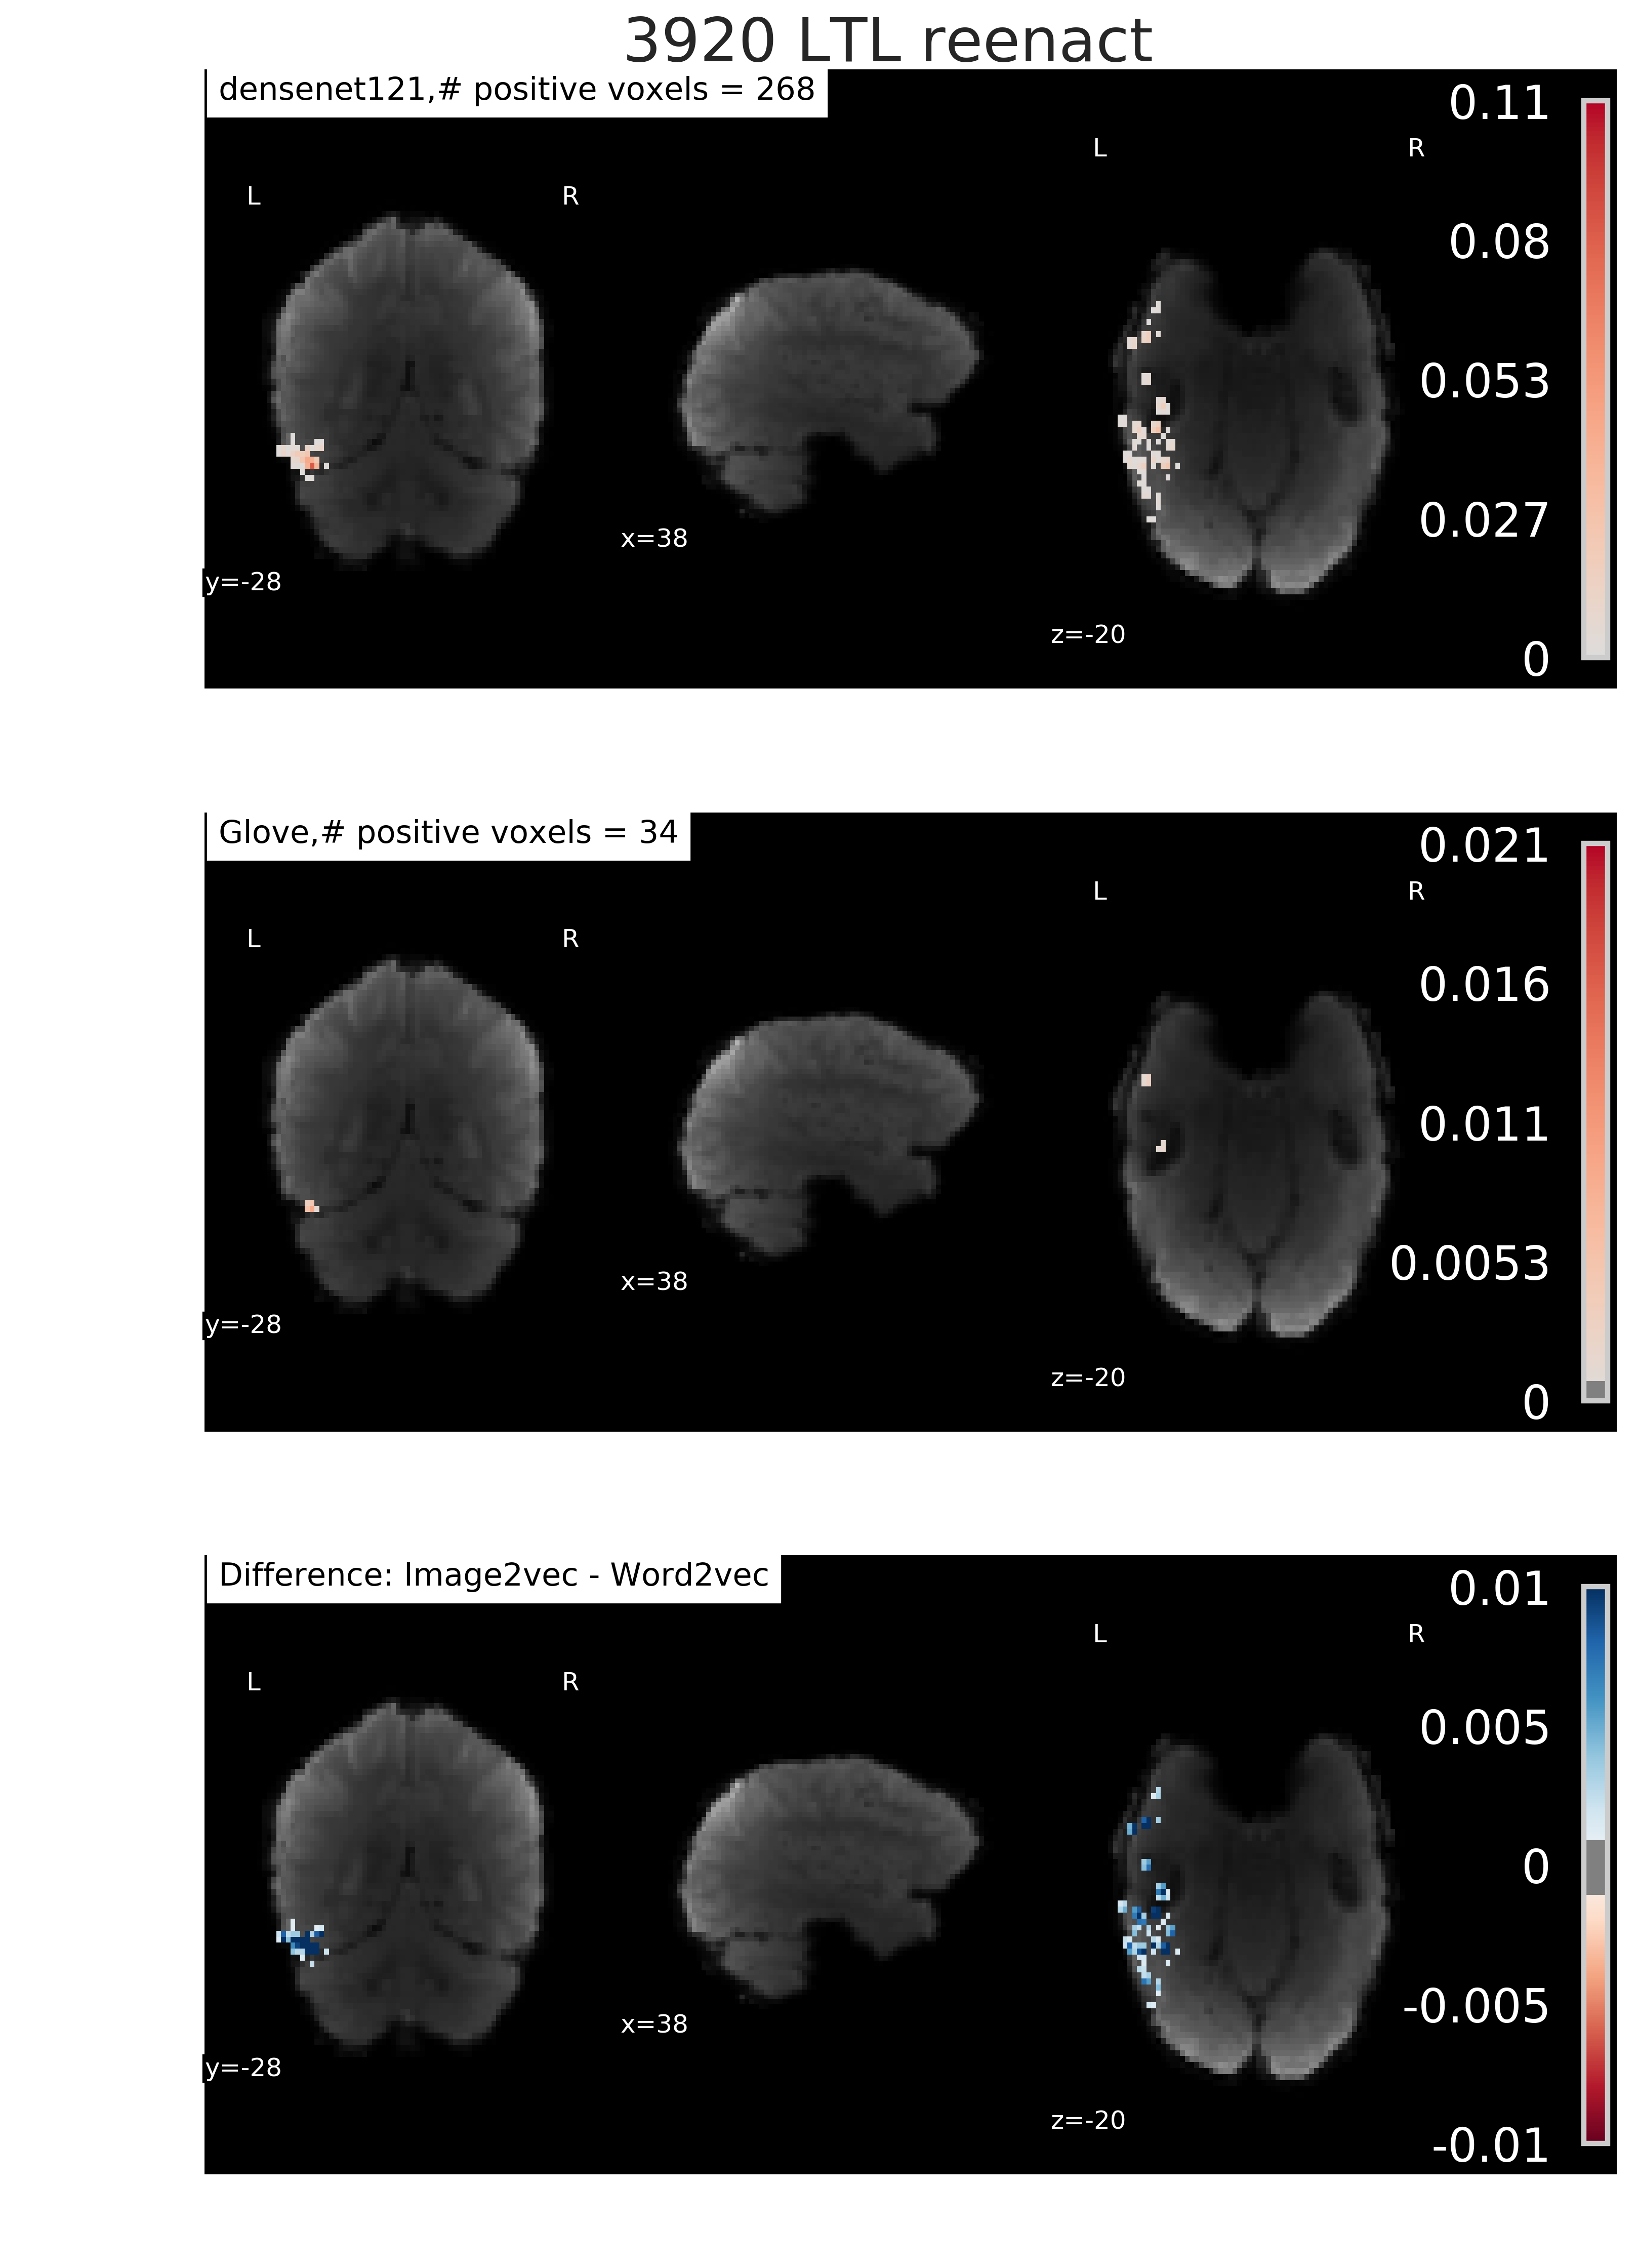 3920 LTL reenact
densenet121,# positive voxels = 268
0.11
L R
L R
0.08
0.053
0.027
x=38
y=-28
z=-20
0
Glove,# positive voxels = 34
0.021
L R
L R
0.016
0.011
0.0053
x=38
y=-28
z=-20
0
Difference: Image2vec - Word2vec
0.01
L R
L R
0.005
0
-0.005
x=38
y=-28
z=-20
-0.01